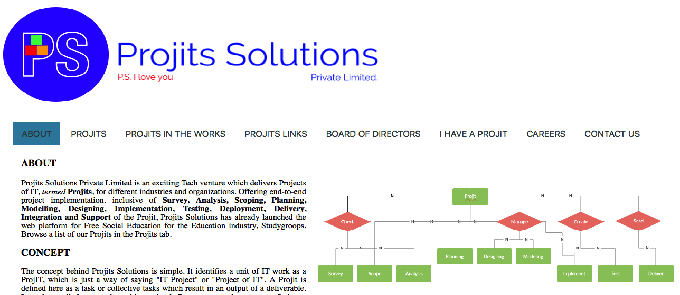 PS
Projits Solutions
P.S. I love you
Private Limited.
ABOUT
PROJITS
PROJITS IN THE WORKS
PROJITS LINKS
BOARD OF DIRECTORS
I HAVE A PROJIT
CAREERS
CONTACT US
ABOUT
Projits Solutions Private Limited is an exciting Tech venture which delivers Projects
of IT, termed Projits, for different industries and organizations. Offering end-to-end
project implementation, inclusive of Survey, Analysis, Scoping, Planning,
Modelling, Designing, Implementation, Testing, Deployment, Delivery,
Integration and Support of the Projit, Projits Solutions has already launched the
web platform for Free Social Education for the Education Industry, Studygroops.
Browse a list of our Projits in the Projits tab.
CONCEPT
The concept behind Projits Solutions is simple. It identifies a unit of IT work as a
ProjIT, which is just a way of saying "IT Project" or "Project of IT". A Projit is
defined here as a task or collective tasks which result in an output of a deliverable.
Projit
N
N
N
Manage
Create
Send
N
N
N
N
N
N
Planning
Designing
Modeling
Survey
Scope
Analysis
Implement
Test
Deliver